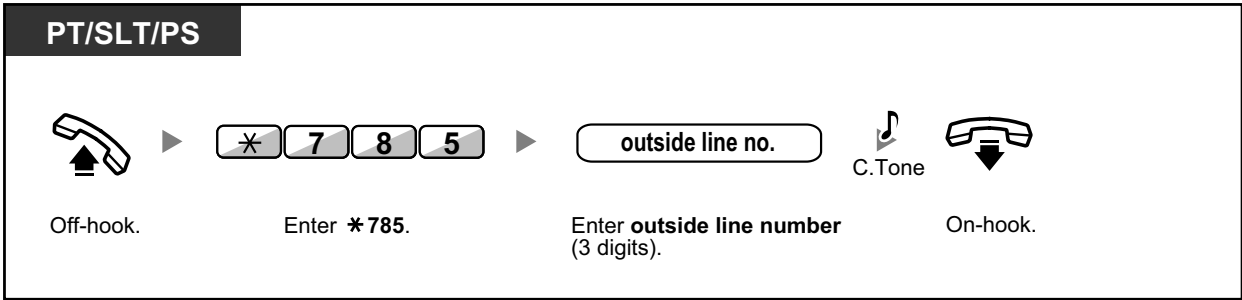 PT/SLT/PS
* 7 8 5
outside line no.
C.Tone
Off-hook.
Enter *785.
Enter outside line number
(3 digits).
On-hook.